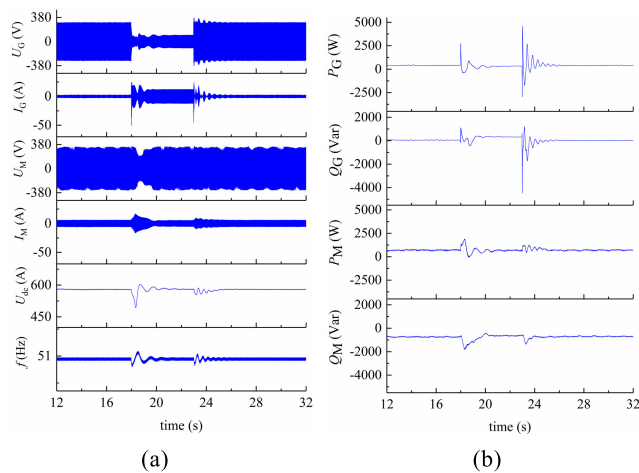 U_G (V)
380
0
-380
I_G (A)
0
-50
U_M (V)
380
0
-380
I_M (A)
0
-50
U_dc (A)
600
450
f (Hz)
51
12 16 20 24 28 32
time (s)
(a)
P_G (W)
5000
2500
0
-2500
Q_G (Var)
2000
0
-2000
-4000
P_M (W)
5000
2500
0
-2500
Q_M (Var)
2000
0
-2000
-4000
12 16 20 24 28 32
time (s)
(b)